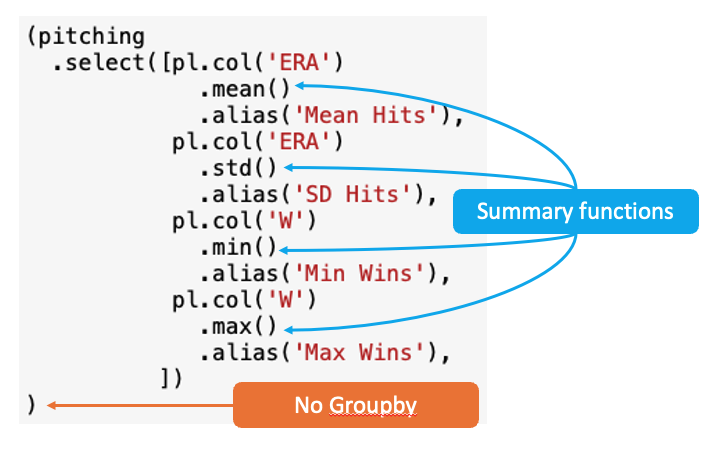 (pitching
  .select([pl.col('ERA')
             .mean()
             .alias('Mean Hits'),
           pl.col('ERA')
             .std()
             .alias('SD Hits'),
           pl.col('W')
             .min()
             .alias('Min Wins'),
           pl.col('W')
             .max()
             .alias('Max Wins'),
          ])
)
Summary functions
No Groupby